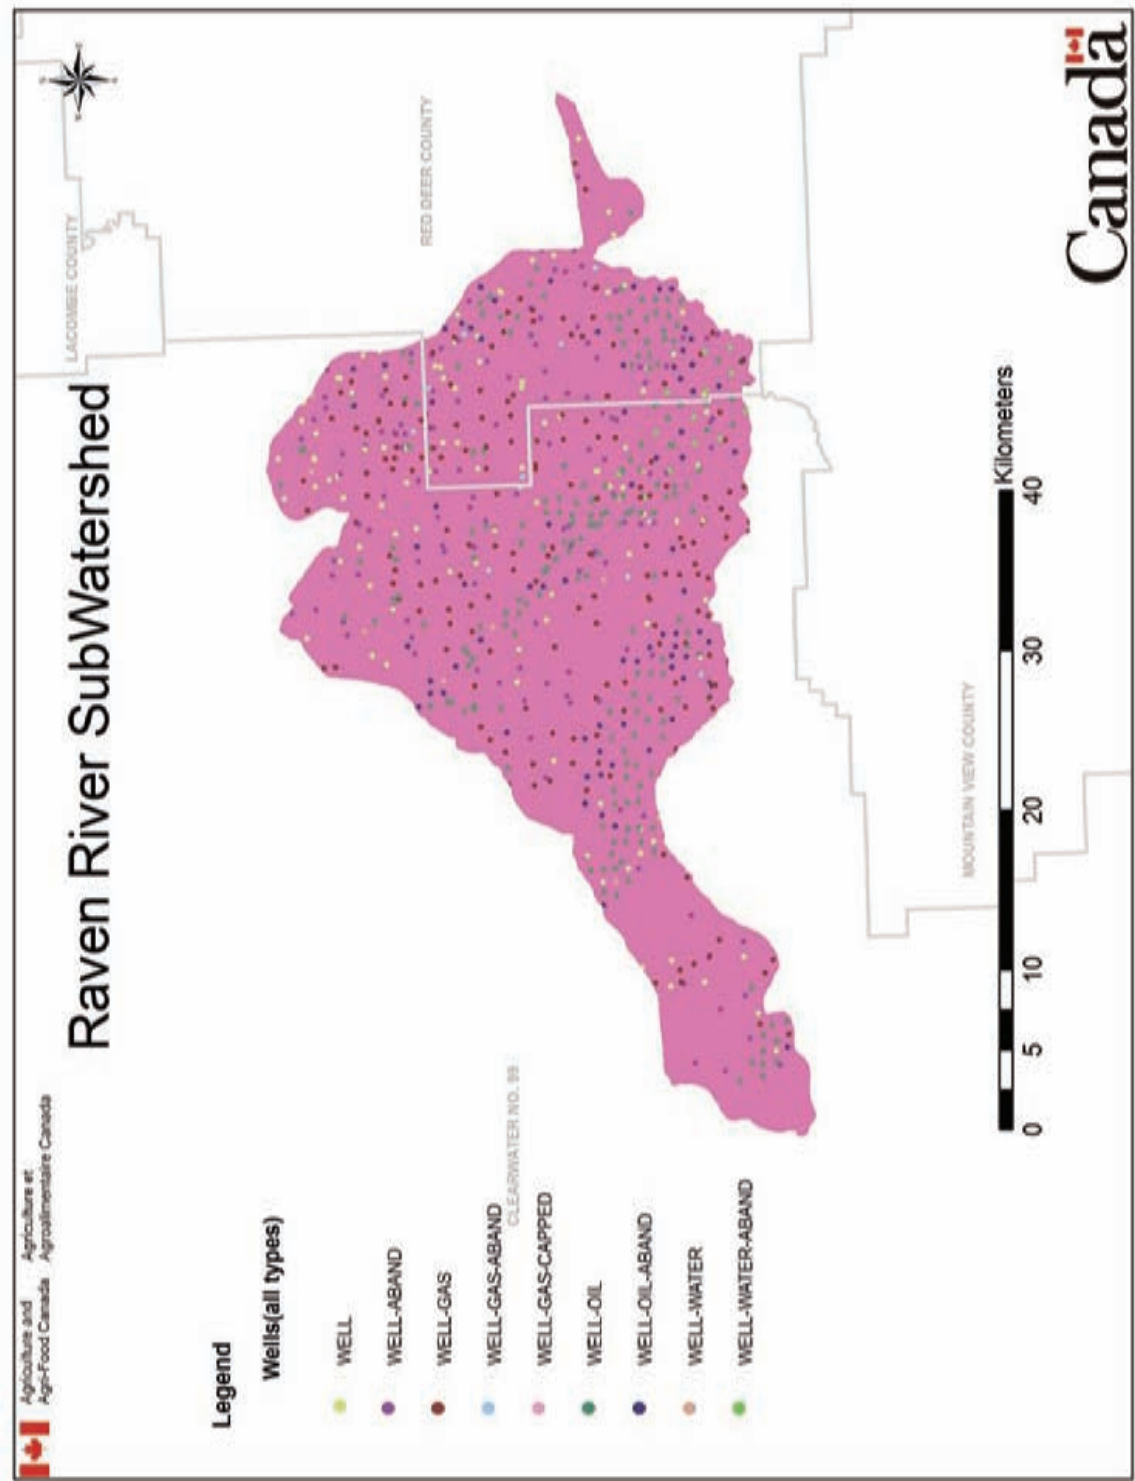 Agriculture and
Agri-Food Canada
Agriculture et
Agroalimentaire Canada
Raven River SubWatershed
LACOMBE COUNTY
RED DEER COUNTY
CLEARWATER NO. 99
MOUNTAIN VIEW COUNTY
Legend
Wells(all types)
WELL
WELL-ABAND
WELL-GAS
WELL-GAS-ABAND
WELL-GAS-CAPPED
WELL-OIL
WELL-OIL-ABAND
WELL-WATER
WELL-WATER-ABAND
0 5 10 20 30 40
Kilometers
Canada